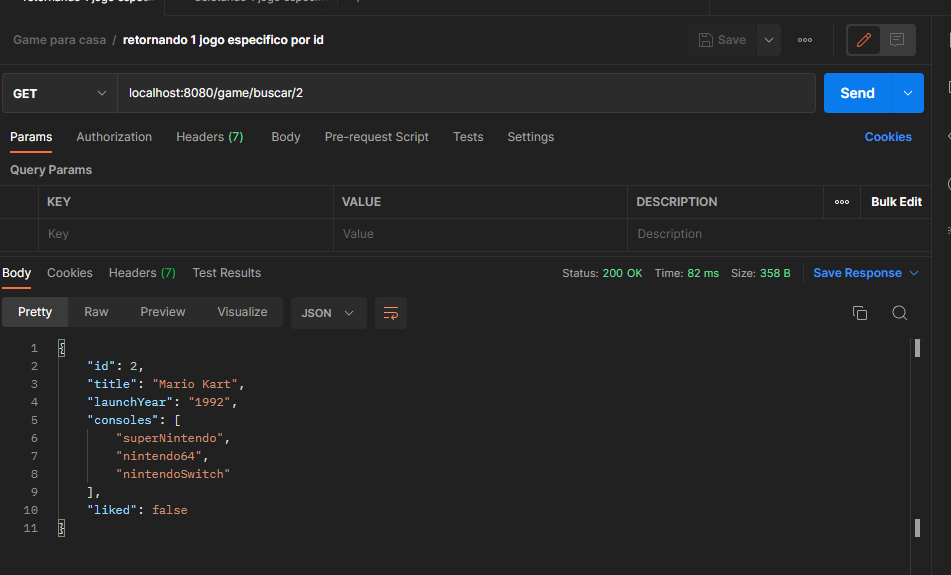 Game para casa / retornando 1 jogo especifico por id
Save
GET
localhost:8080/game/buscar/2
Send
Params Authorization Headers (7) Body Pre-request Script Tests Settings Cookies
Query Params
KEY VALUE DESCRIPTION Bulk Edit
Key Value Description
Body Cookies Headers (7) Test Results Status: 200 OK Time: 82 ms Size: 358 B Save Response
Pretty Raw Preview Visualize JSON
1 {
2 "id": 2,
3 "title": "Mario Kart",
4 "launchYear": "1992",
5 "consoles": [
6 "superNintendo",
7 "nintendo64",
8 "nintendoSwitch"
9 ],
10 "liked": false
11 }